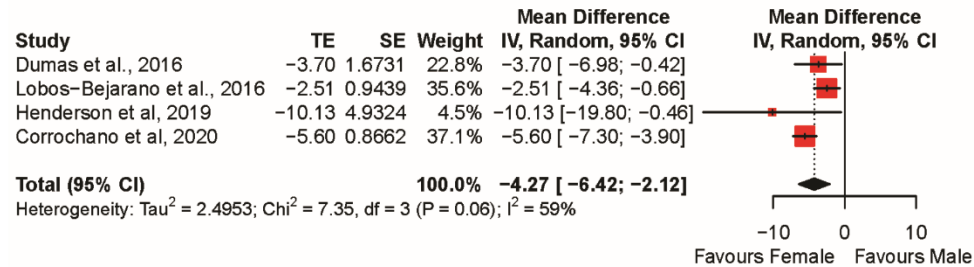 Mean Difference Mean Difference
Study TE SE Weight IV, Random, 95% CI IV, Random, 95% CI
Dumas et al., 2016 −3.70 1.6731 22.8% −3.70 [ −6.98; −0.42]
Lobos−Bejarano et al., 2016 −2.51 0.9439 35.6% −2.51 [ −4.36; −0.66]
Henderson et al, 2019 −10.13 4.9324 4.5% −10.13 [−19.80; −0.46]
Corrochano et al, 2020 −5.60 0.8662 37.1% −5.60 [ −7.30; −3.90]
Total (95% CI) 100.0% −4.27 [ −6.42; −2.12]
Heterogeneity: Tau² = 2.4953; Chi² = 7.35, df = 3 (P = 0.06); I² = 59%
−10 0 10
Favours Female Favours Male